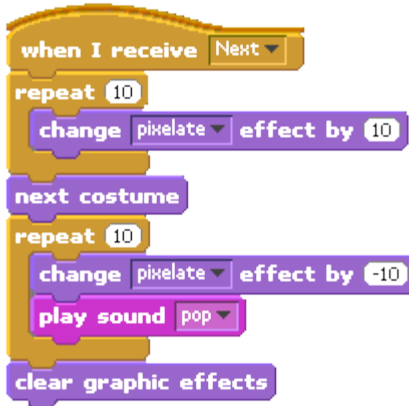 when I receive Next
repeat 10
change pixelate effect by 10
next costume
repeat 10
change pixelate effect by -10
play sound pop
clear graphic effects